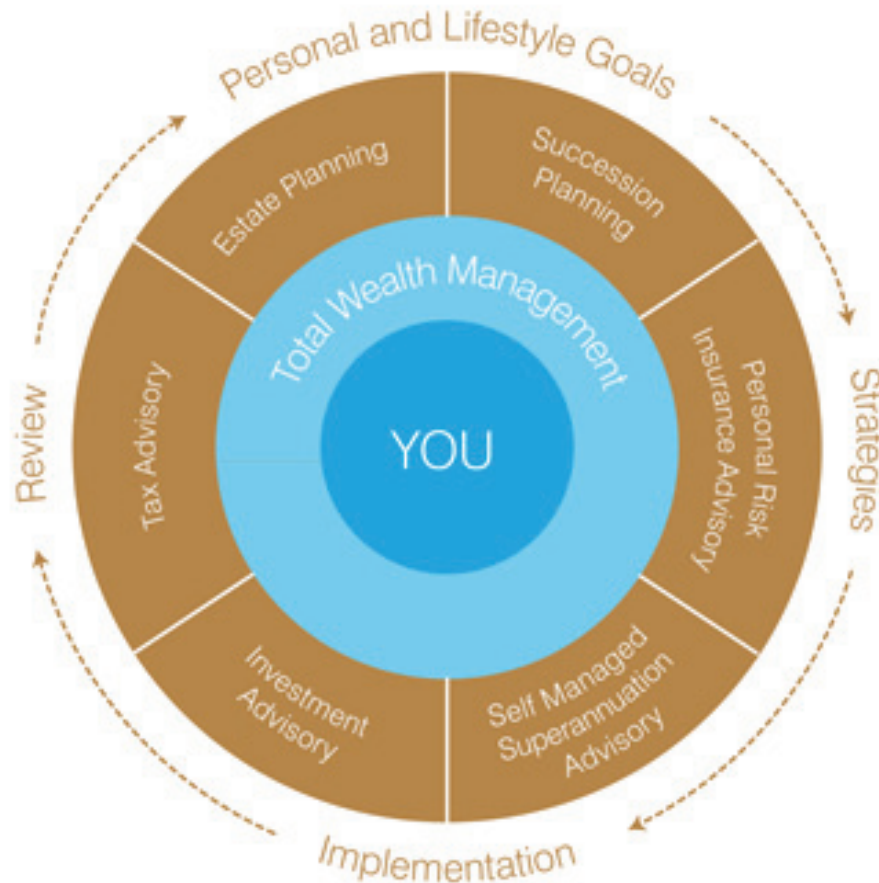 Personal and Lifestyle Goals
Succession
Planning
Estate Planning
Total Wealth Management
YOU
Personal Risk
Insurance Advisory
Strategies
Tax Advisory
Review
Self Managed
Superannuation
Advisory
Investment
Advisory
Implementation